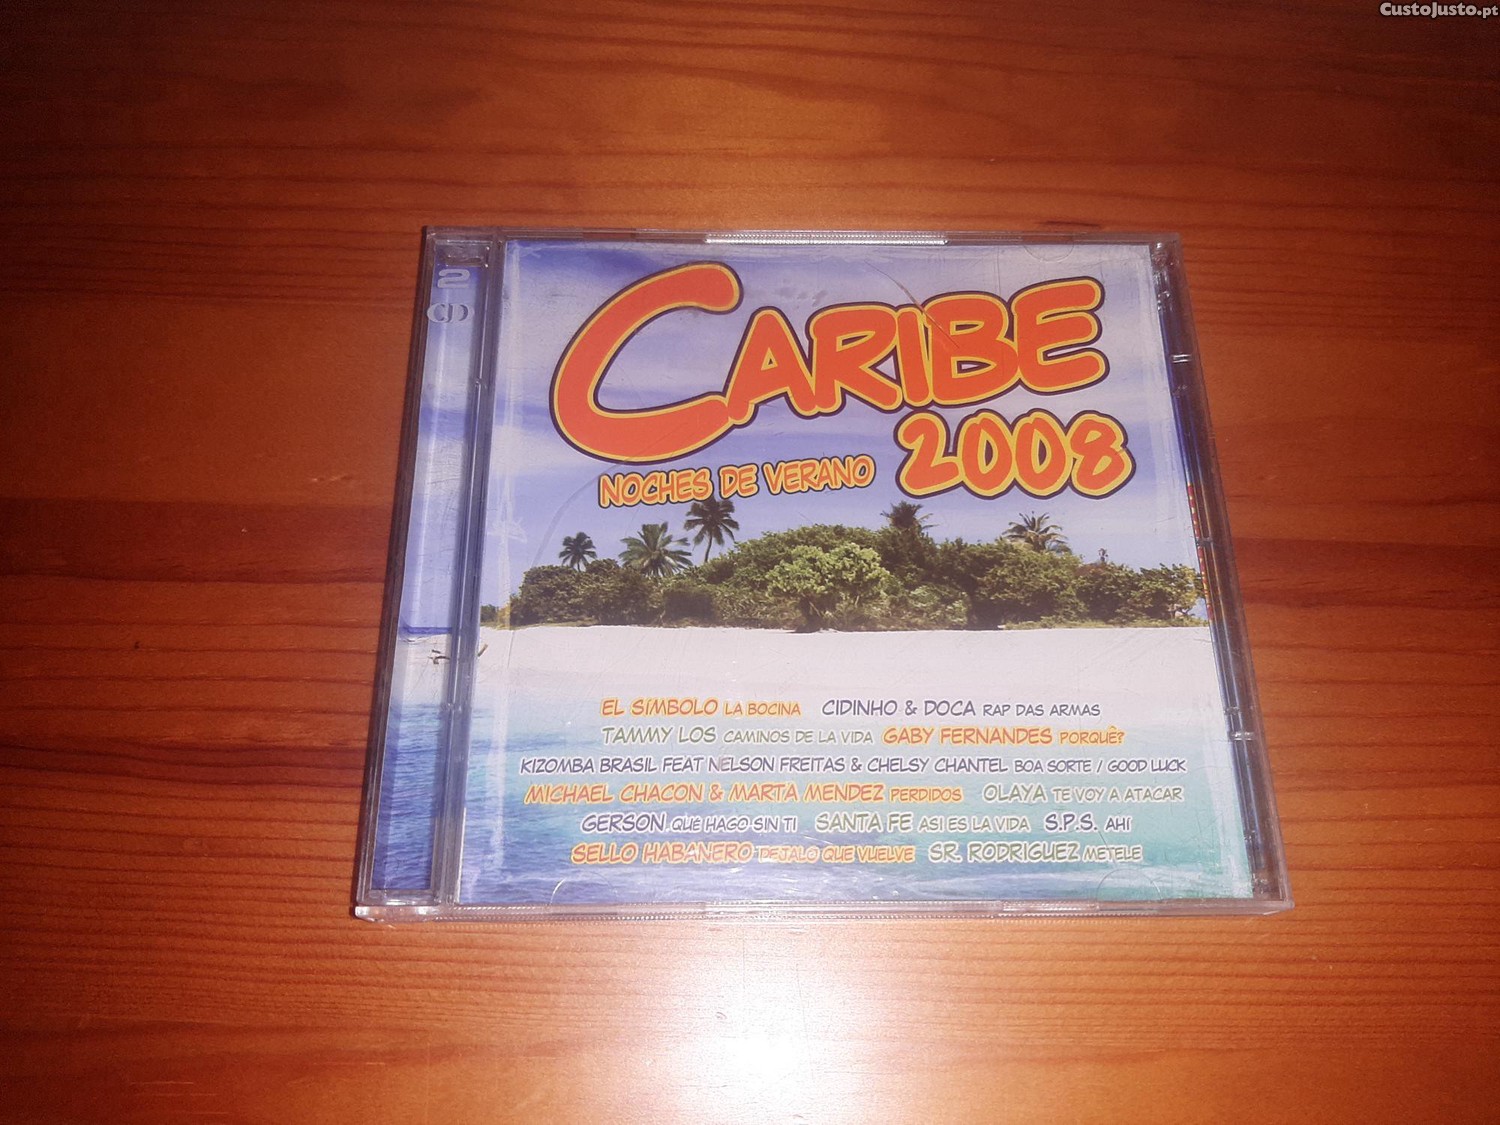 CustoJusto.pt
2
CD
CARIBE
2008
NOCHES DE VERANO
EL SÍMBOLO LA BOCINA CIDINHO & DOCA RAP DAS ARMAS
TAMMY LOS CAMINOS DE LA VIDA GABY FERNANDES PORQUÊ?
KIZOMBA BRASIL FEAT NELSON FREITAS & CHELSY CHANTEL BOA SORTE / GOOD LUCK
MICHAEL CHACON & MARTA MENDEZ PERDIDOS OLAYA TE VOY A ATACAR
GERSON QUE HAGO SIN TI SANTA FE ASI ES LA VIDA S.P.S. AHÍ
SELLO HABANERO DEJALO QUE VUELVE SR. RODRIGUEZ METELE